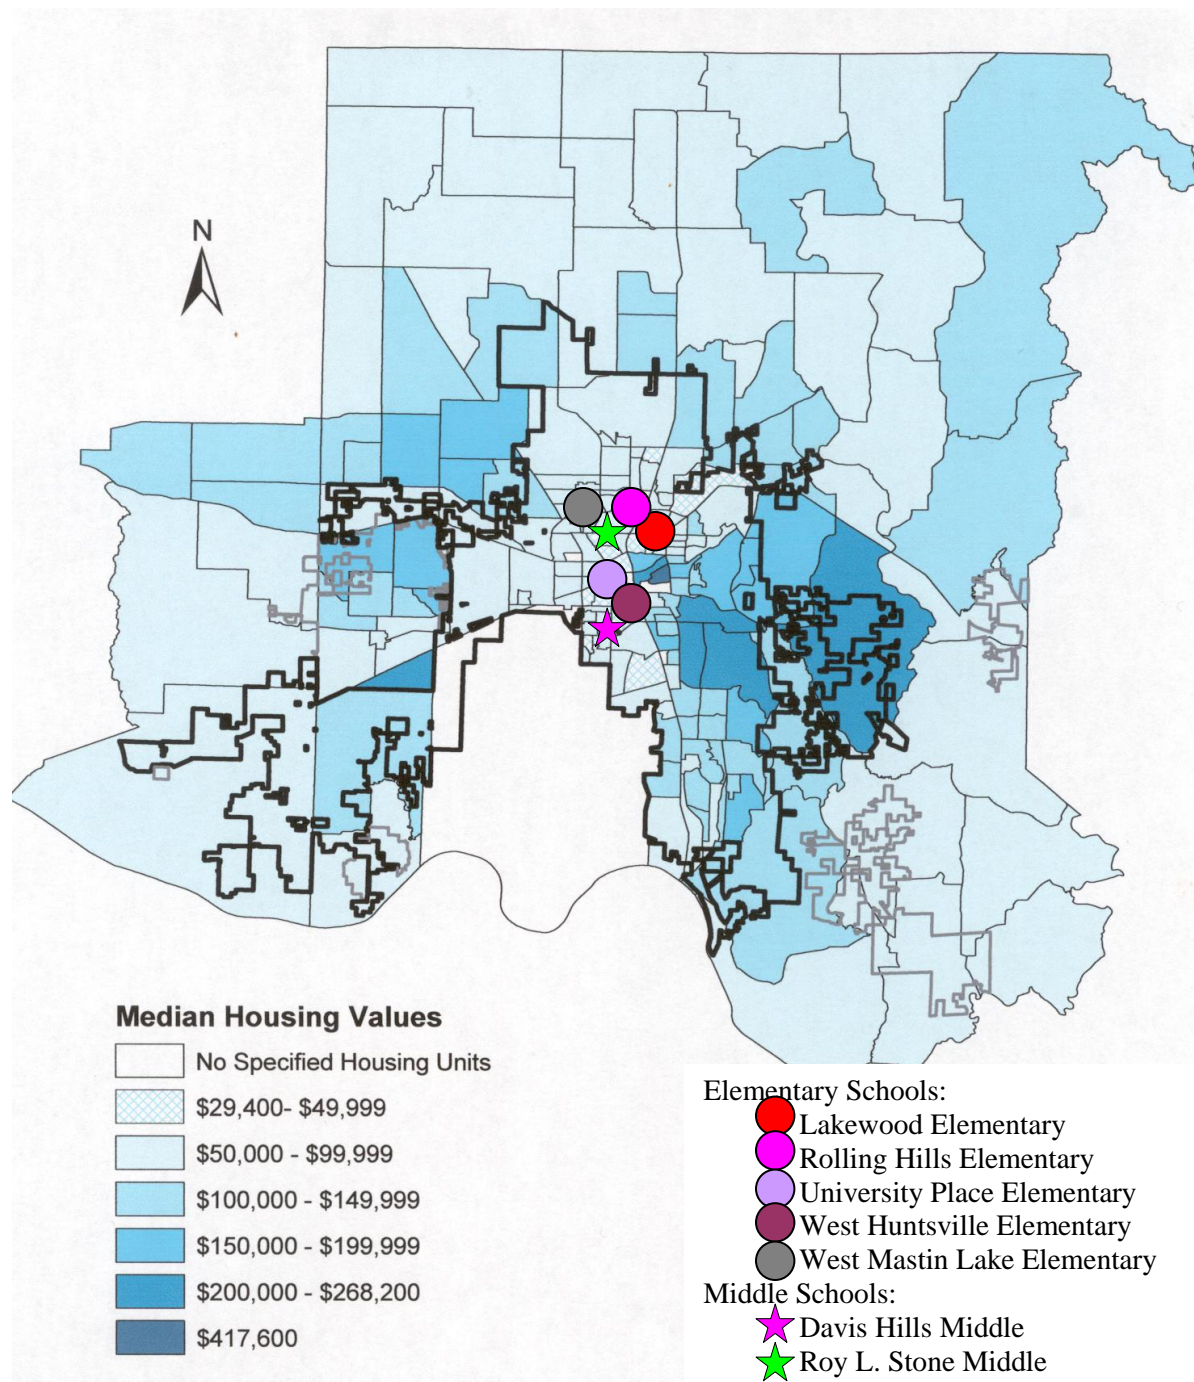 N
Median Housing Values
No Specified Housing Units
$29,400- $49,999
$50,000 - $99,999
$100,000 - $149,999
$150,000 - $199,999
$200,000 - $268,200
$417,600
Elementary Schools:
Lakewood Elementary
Rolling Hills Elementary
University Place Elementary
West Huntsville Elementary
West Mastin Lake Elementary
Middle Schools:
Davis Hills Middle
Roy L. Stone Middle